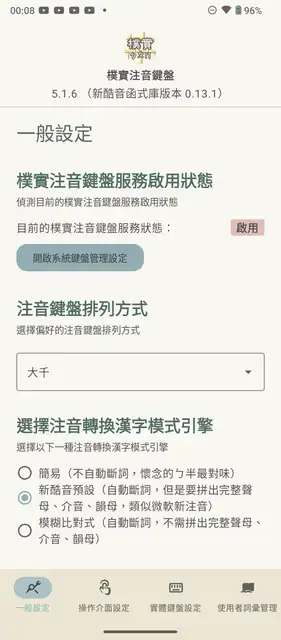 00:08
96%
樸實
樸實注音鍵盤
5.1.6 （新酷音函式庫版本 0.13.1）
一般設定
樸實注音鍵盤服務啟用狀態
偵測目前的樸實注音鍵盤服務啟用狀態
目前的樸實注音鍵盤服務狀態： 啟用
開啟系統鍵盤管理設定
注音鍵盤排列方式
選擇偏好的注音鍵盤排列方式
大千
選擇注音轉換漢字模式引擎
選擇以下一種注音轉換漢字模式引擎
簡易（不自動斷詞，懷念的ㄅ半最對味）
新酷音預設（自動斷詞，但是要拼出完整聲
母、介音、韻母，類似微軟新注音）
模糊比對式（自動斷詞，不需拼出完整聲母、
介音、韻母）
一般設定
操作介面設定
實體鍵盤設定
使用者詞彙管理